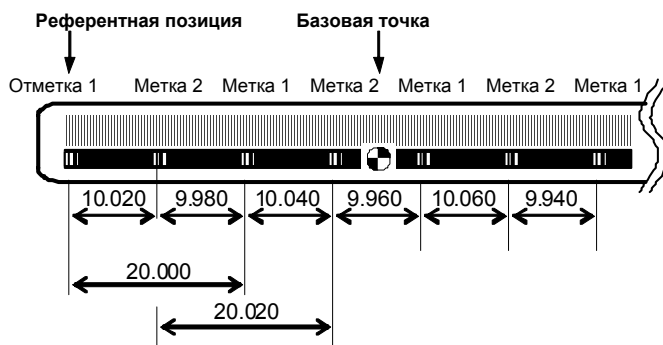 Референтная позиция Базовая точка
Отметка 1 Метка 2 Метка 1 Метка 2 Метка 1 Метка 2 Метка 1
10.020 9.980 10.040 9.960 10.060 9.940
20.000
20.020